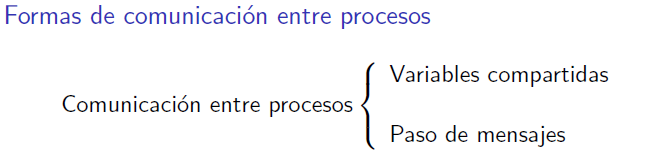 Formas de comunicación entre procesos
Variables compartidas
Comunicación entre procesos
Paso de mensajes